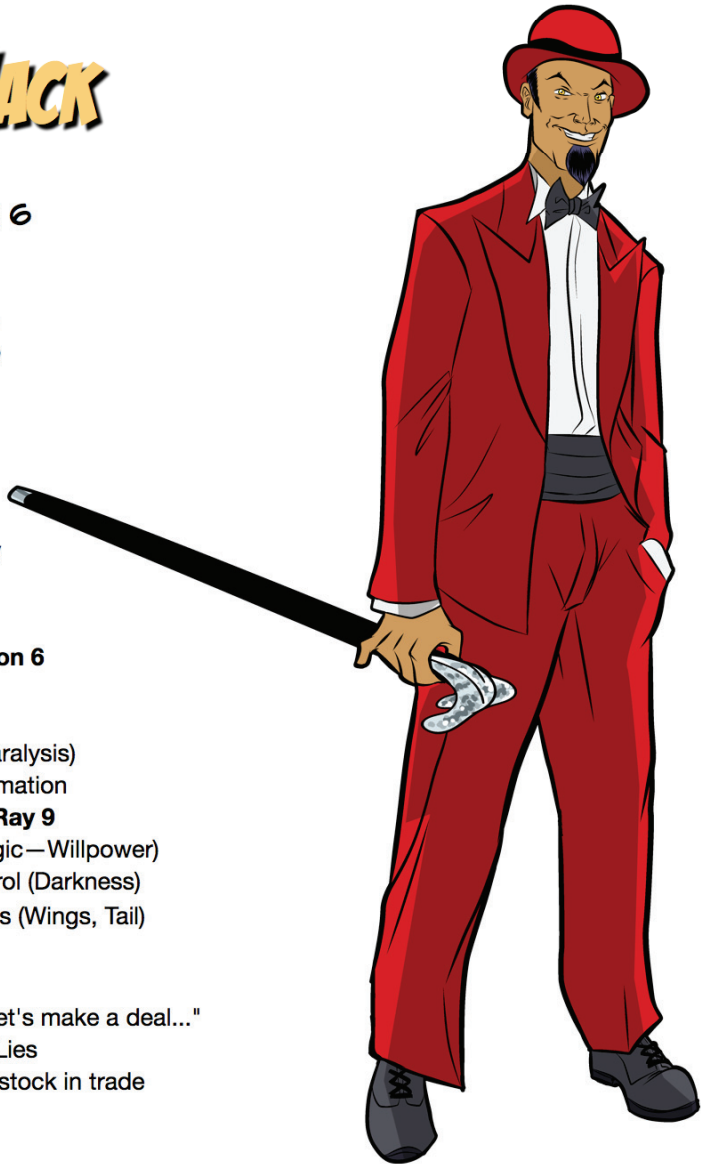 ACK
6
on 6
aralysis)
mation
Ray 9
gic—Willpower)
rol (Darkness)
s (Wings, Tail)
et's make a deal..."
Lies
stock in trade